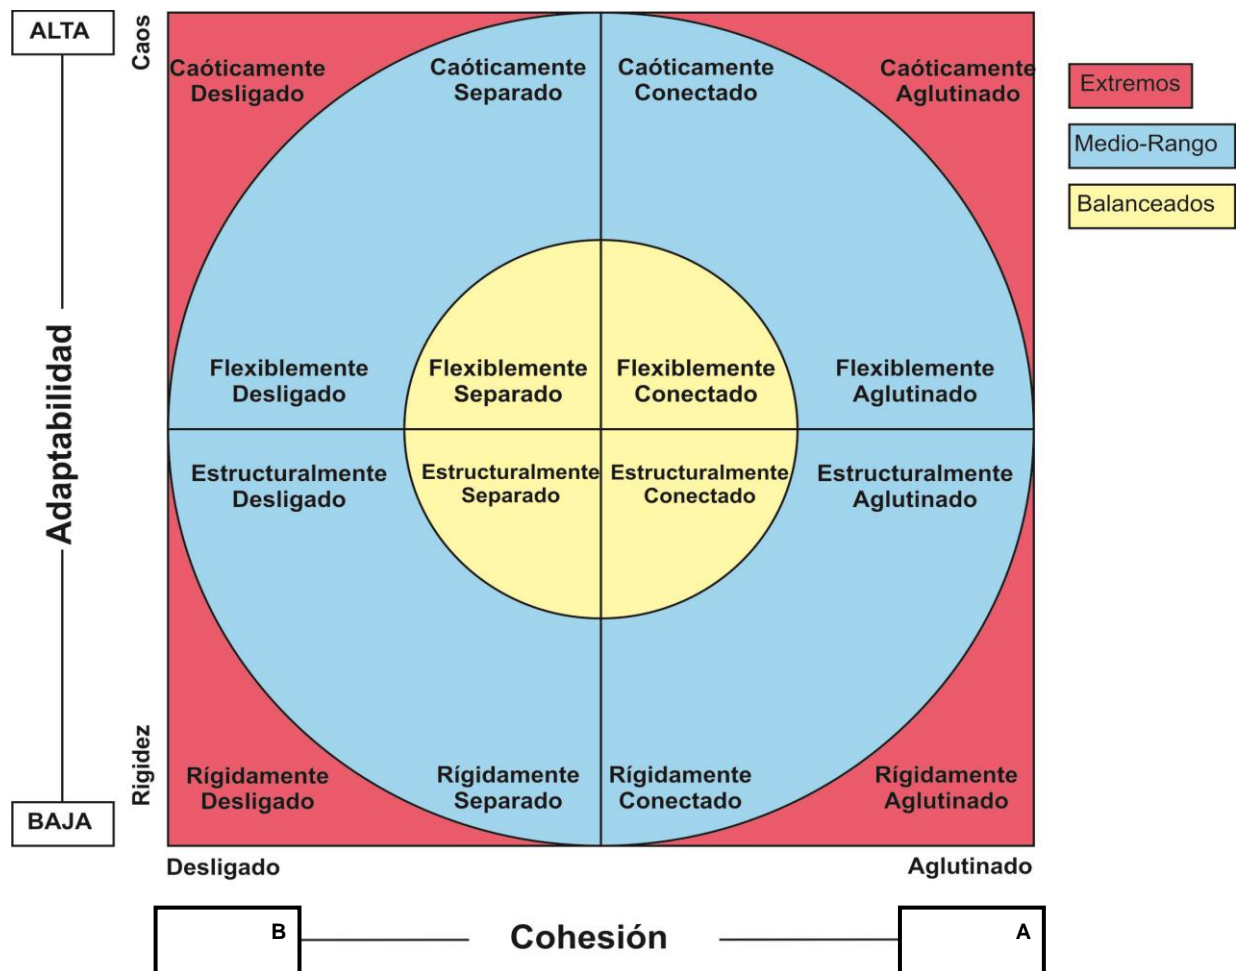 ALTA
Caos
Caóticamente
Desligado
Caóticamente
Separado
Caóticamente
Conectado
Caóticamente
Aglutinado
Extremos
Medio-Rango
Balanceados
Adaptabilidad
Flexiblemente
Desligado
Flexiblemente
Separado
Flexiblemente
Conectado
Flexiblemente
Aglutinado
Estructuralmente
Desligado
Estructuralmente
Separado
Estructuralmente
Conectado
Estructuralmente
Aglutinado
Rigidez
Rígidamente
Desligado
Rígidamente
Separado
Rígidamente
Conectado
Rígidamente
Aglutinado
BAJA
Desligado
Aglutinado
B
Cohesión
A